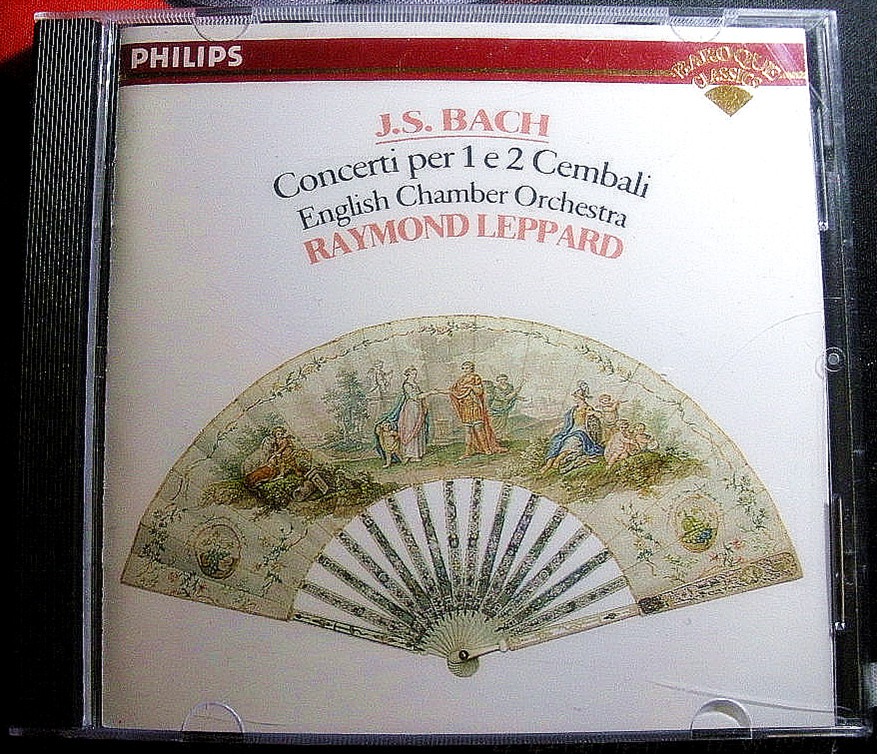 PHILIPS
BAROQUE
CLASSICS
J.S. BACH
Concerti per 1 e 2 Cembali
English Chamber Orchestra
RAYMOND LEPPARD